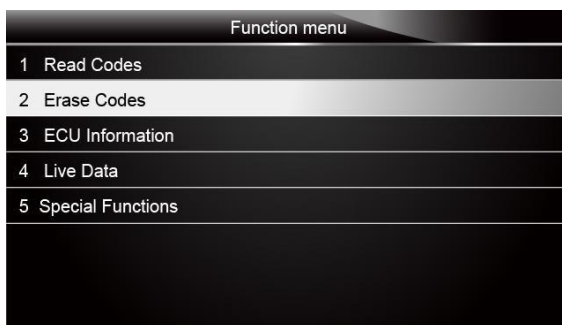 Function menu
1 Read Codes
2 Erase Codes
3 ECU Information
4 Live Data
5 Special Functions